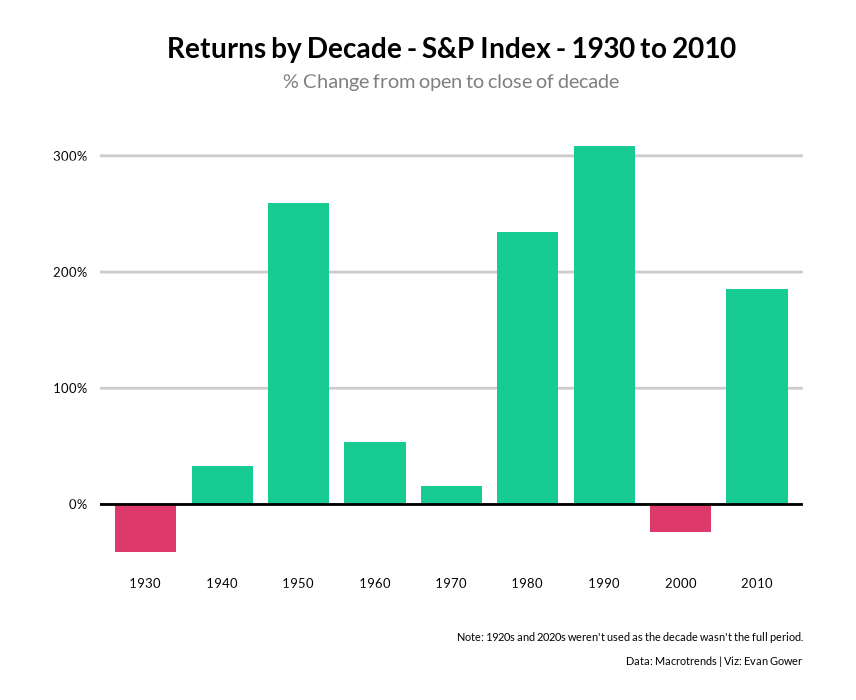 Returns by Decade - S&P Index - 1930 to 2010
% Change from open to close of decade
300%
200%
100%
0%
1930 1940 1950 1960 1970 1980 1990 2000 2010
Note: 1920s and 2020s weren't used as the decade wasn't the full period.
Data: Macrotrends | Viz: Evan Gower